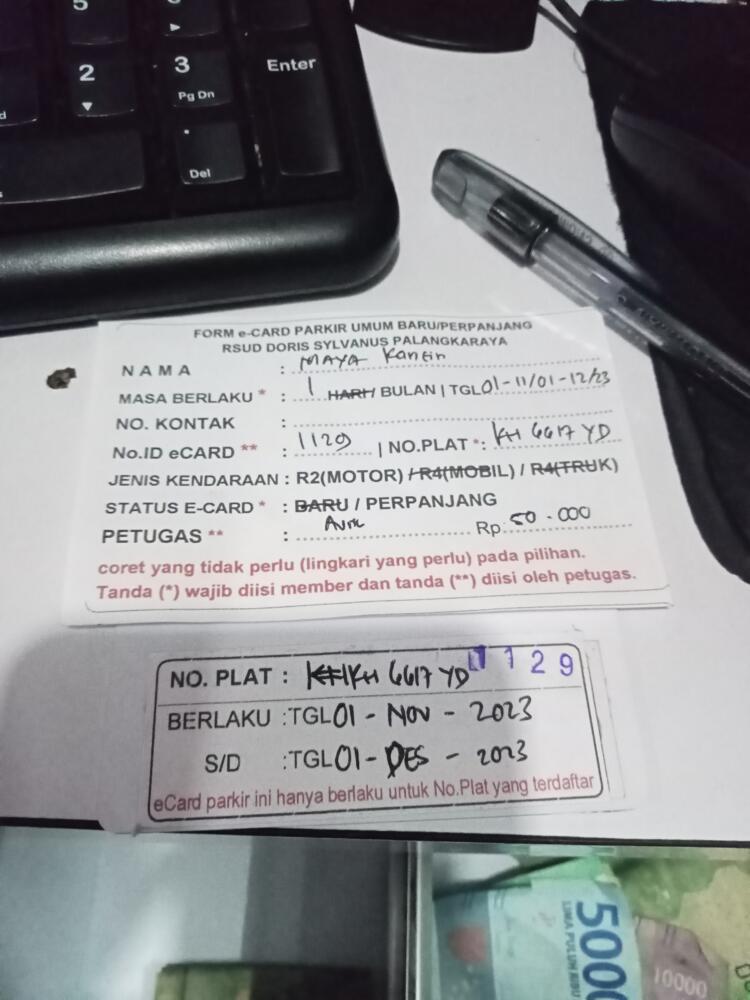 5
2
3
Pg Dn
Enter
.
Del
FORM e-CARD PARKIR UMUM BARU/PERPANJANG
RSUD DORIS SYLVANUS PALANGKARAYA
NAMA : MAYA Kantin
MASA BERLAKU * : 1 HARI / BULAN | TGL 01-11/01-12/23
NO. KONTAK :
No.ID eCARD ** : 1129 | NO.PLAT *: KH 6617 YD
JENIS KENDARAAN : R2(MOTOR) / R4(MOBIL) / R4(TRUK)
STATUS E-CARD * : BARU / PERPANJANG
PETUGAS ** : Rp. 50.000
coret yang tidak perlu (lingkari yang perlu) pada pilihan.
Tanda (*) wajib diisi member dan tanda (**) diisi oleh petugas.
NO. PLAT : KH 6617 YD 1129
BERLAKU :TGL 01 - NOV - 2023
S/D :TGL 01 - DES - 2023
eCard parkir ini hanya berlaku untuk No.Plat yang terdaftar
5000
LIMA PULUH RIBU
10000